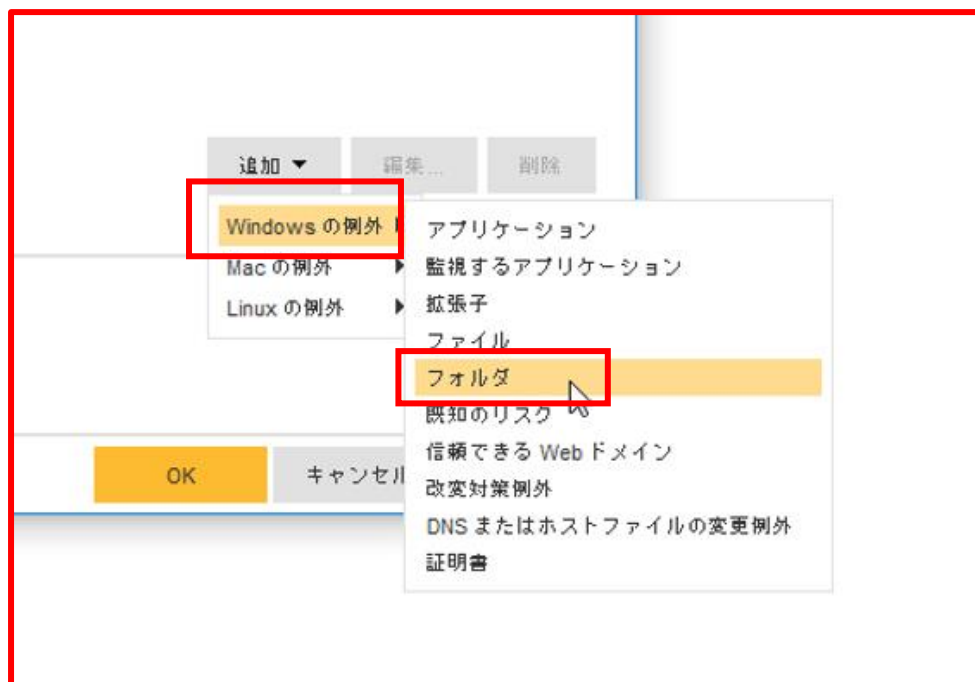 追加 ▼ 編集... 削除
Windows の例外
Mac の例外
Linux の例外
アプリケーション
監視するアプリケーション
拡張子
ファイル
フォルダ
既知のリスク
信頼できる Web ドメイン
改変対策例外
DNS またはホストファイルの変更例外
証明書
OK キャンセル